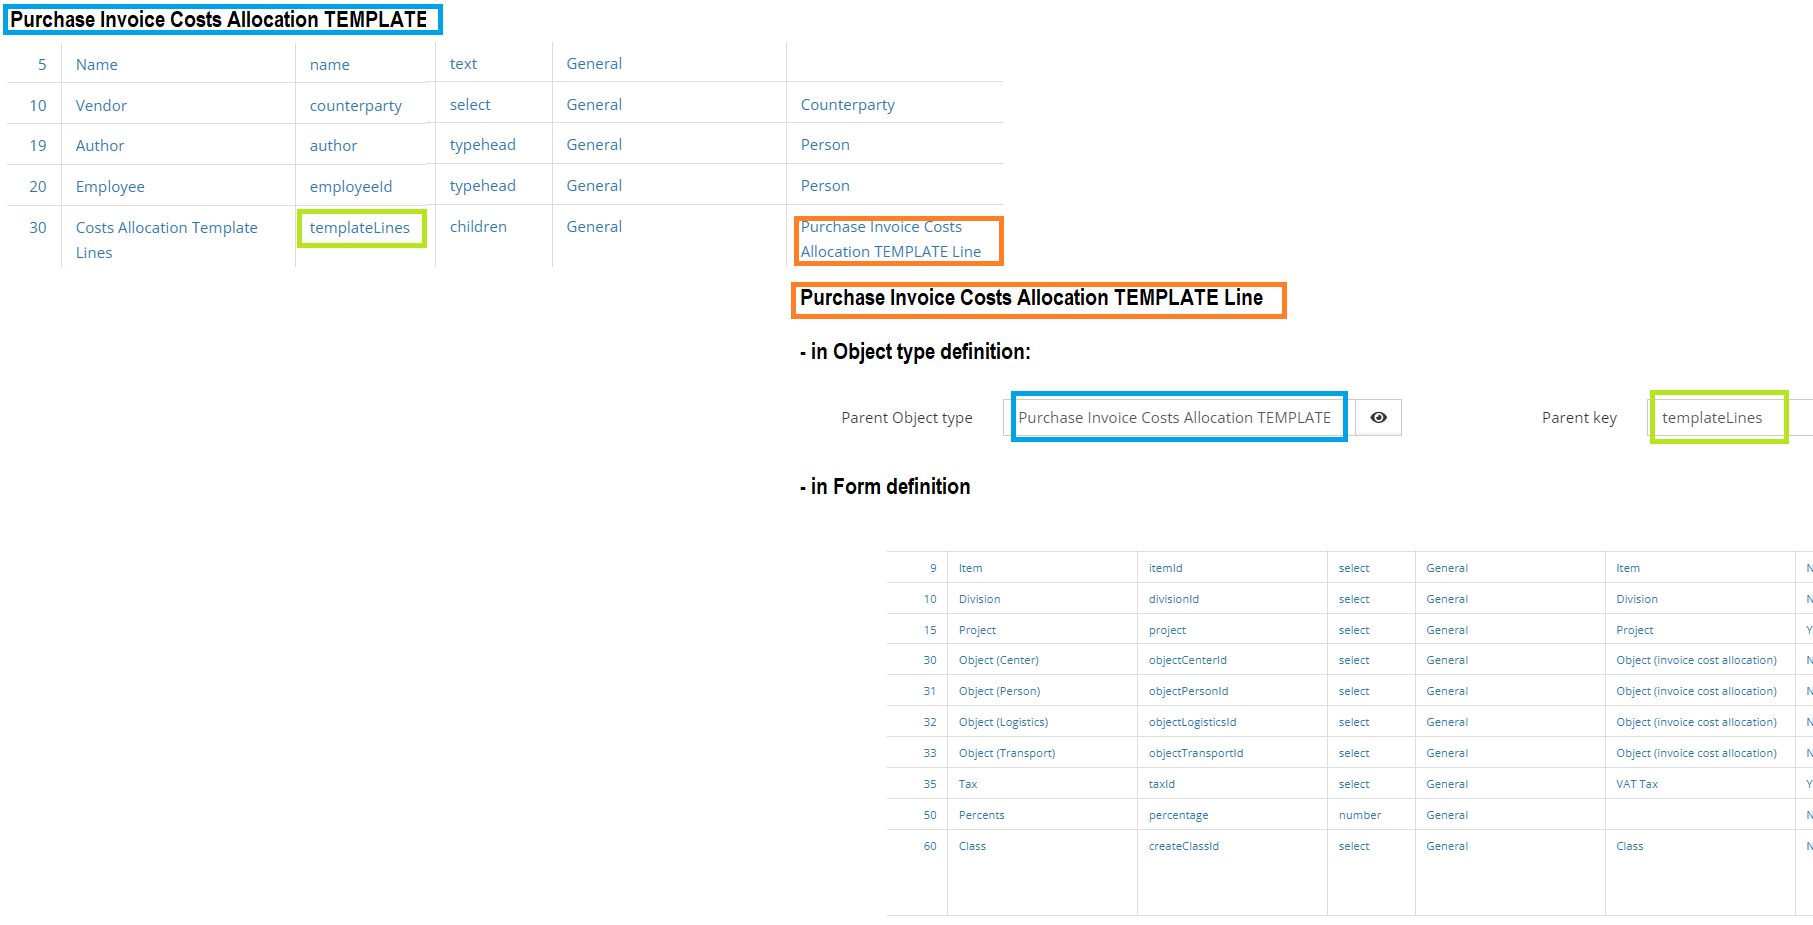 Purchase Invoice Costs Allocation TEMPLATE
5 Name name text General
10 Vendor counterparty select General Counterparty
19 Author author typehead General Person
20 Employee employeeId typehead General Person
30 Costs Allocation Template templateLines children General Purchase Invoice Costs
Lines Allocation TEMPLATE Line
Purchase Invoice Costs Allocation TEMPLATE Line
- in Object type definition:
Parent Object type Purchase Invoice Costs Allocation TEMPLATE Parent key templateLines
- in Form definition
9 Item itemId select General Item N
10 Division divisionId select General Division N
15 Project project select General Project Y
30 Object (Center) objectCenterId select General Object (invoice cost allocation) N
31 Object (Person) objectPersonId select General Object (invoice cost allocation) N
32 Object (Logistics) objectLogisticsId select General Object (invoice cost allocation) N
33 Object (Transport) objectTransportId select General Object (invoice cost allocation) N
35 Tax taxId select General VAT Tax Y
50 Percents percentage number General N
60 Class createClassId select General Class N